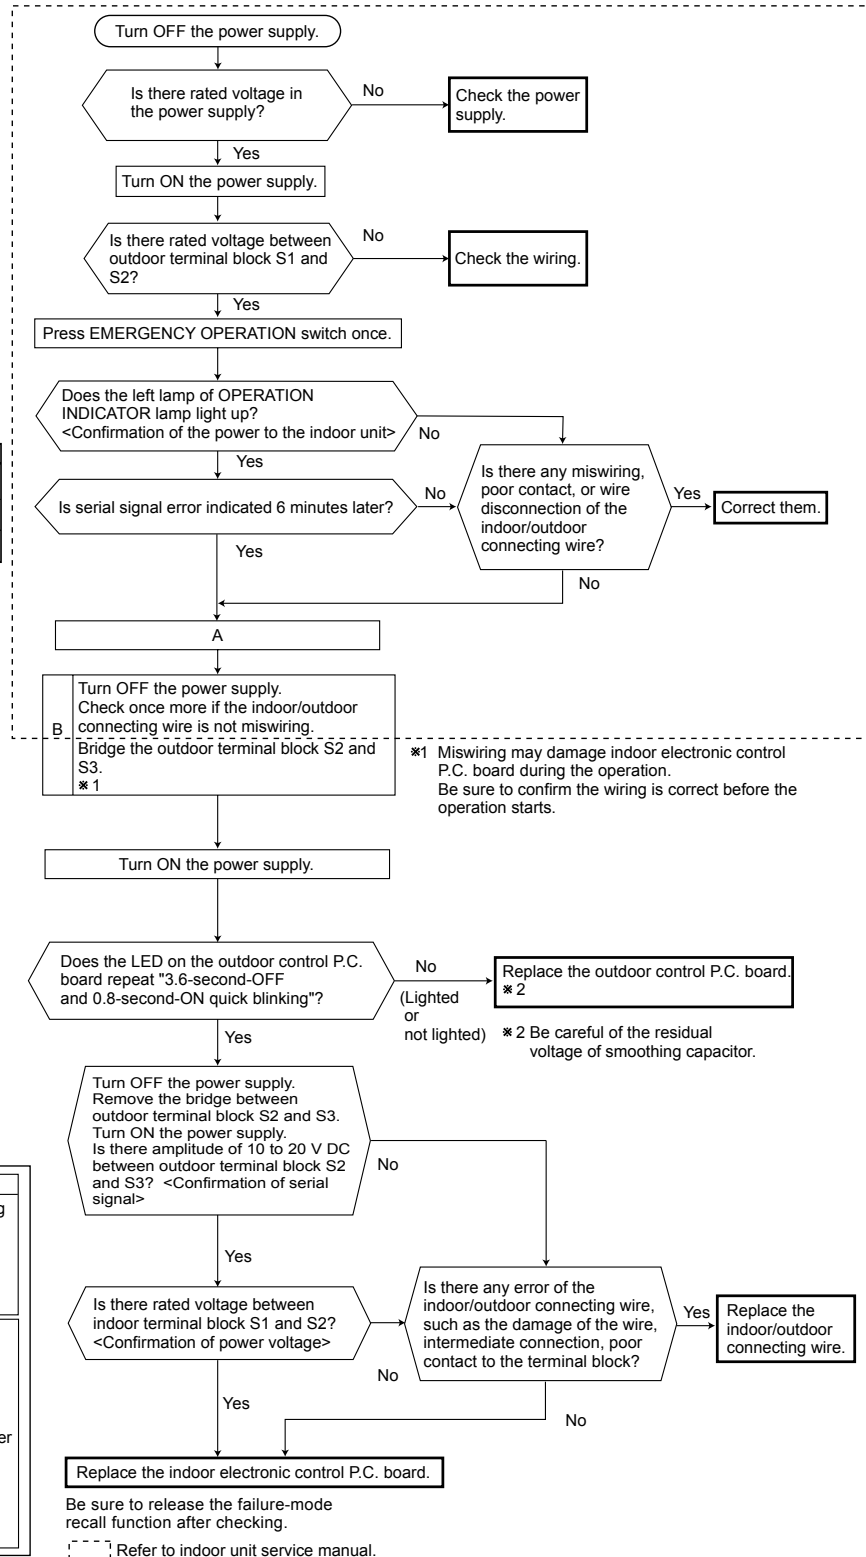 Turn OFF the power supply.
Is there rated voltage in
the power supply?
No
Check the power
supply.
Yes
Turn ON the power supply.
Is there rated voltage between
outdoor terminal block S1 and
S2?
No
Check the wiring.
Yes
Press EMERGENCY OPERATION switch once.
Does the left lamp of OPERATION
INDICATOR lamp light up?
<Confirmation of the power to the indoor unit>
No
Yes
Is serial signal error indicated 6 minutes later?
No
Is there any miswiring,
poor contact, or wire
disconnection of the
indoor/outdoor
connecting wire?
Yes
Correct them.
Yes
No
A
B
Turn OFF the power supply.
Check once more if the indoor/outdoor
connecting wire is not miswiring.
Bridge the outdoor terminal block S2 and
S3.
※1
※1 Miswiring may damage indoor electronic control
P.C. board during the operation.
Be sure to confirm the wiring is correct before the
operation starts.
Turn ON the power supply.
Does the LED on the outdoor control P.C.
board repeat "3.6-second-OFF
and 0.8-second-ON quick blinking"?
No
(Lighted
or
not lighted)
Replace the outdoor control P.C. board.
※2
※2 Be careful of the residual
voltage of smoothing capacitor.
Yes
Turn OFF the power supply.
Remove the bridge between
outdoor terminal block S2 and S3.
Turn ON the power supply.
Is there amplitude of 10 to 20 V DC
between outdoor terminal block S2
and S3? <Confirmation of serial
signal>
No
Yes
Is there rated voltage between
indoor terminal block S1 and S2?
<Confirmation of power voltage>
No
Is there any error of the
indoor/outdoor connecting wire,
such as the damage of the wire,
intermediate connection, poor
contact to the terminal block?
Yes
Replace the
indoor/outdoor
connecting wire.
Yes
No
Replace the indoor electronic control P.C. board.
Be sure to release the failure-mode
recall function after checking.
Refer to indoor unit service manual.
g
er